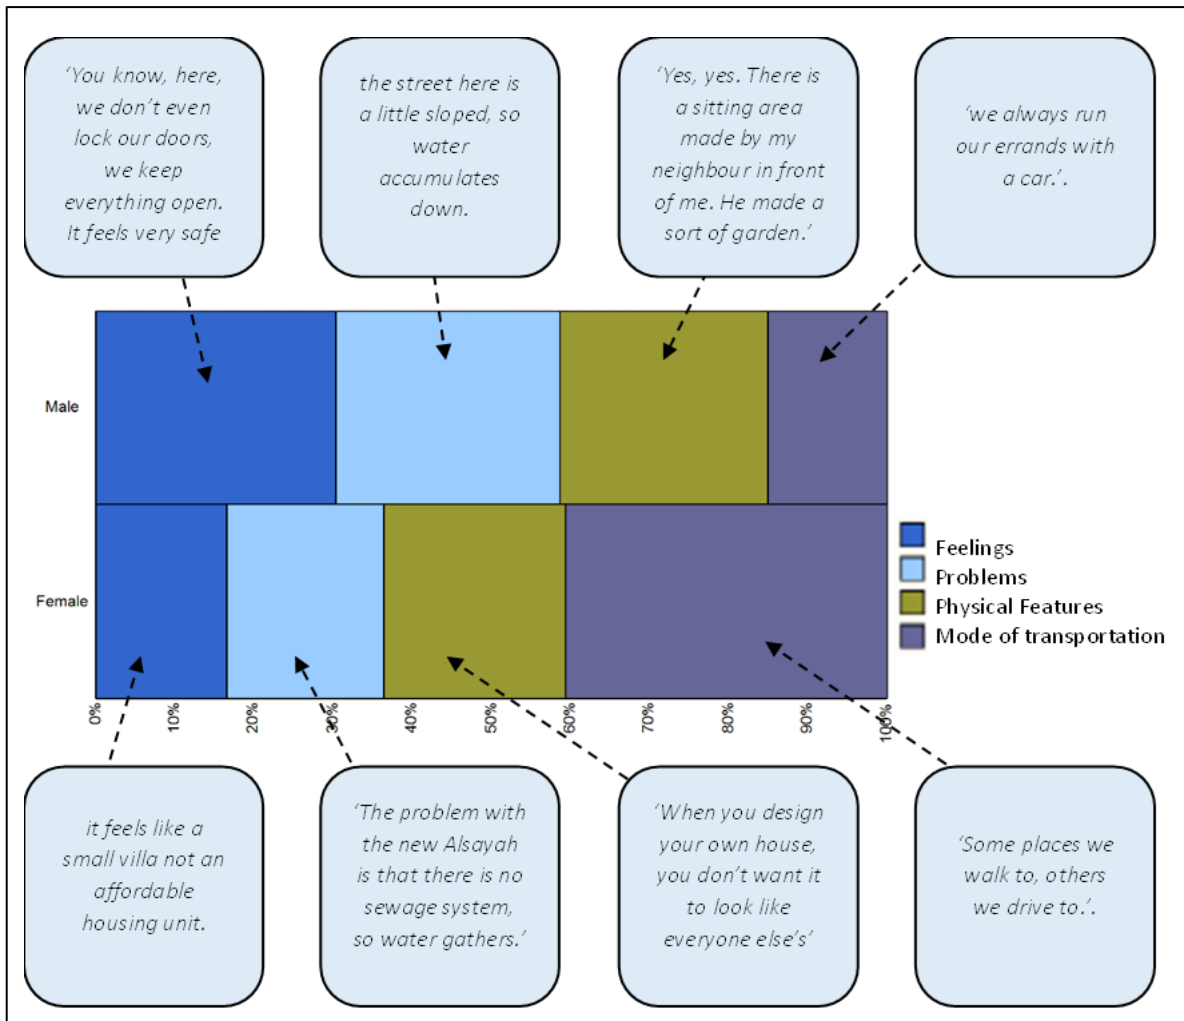 ‘You know, here,
we don’t even
lock our doors,
we keep
everything open.
It feels very safe
the street here is
a little sloped, so
water
accumulates
down.
‘Yes, yes. There is
a sitting area
made by my
neighbour in front
of me. He made a
sort of garden.’
‘we always run
our errands with
a car.’.
Male
Female
0%
10%
20%
30%
40%
50%
60%
70%
80%
90%
100%
Feelings
Problems
Physical Features
Mode of transportation
it feels like a
small villa not an
affordable
housing unit.
‘The problem with
the new Alsayah
is that there is no
sewage system,
so water gathers.’
‘When you design
your own house,
you don’t want it
to look like
everyone else’s’
‘Some places we
walk to, others
we drive to.’.